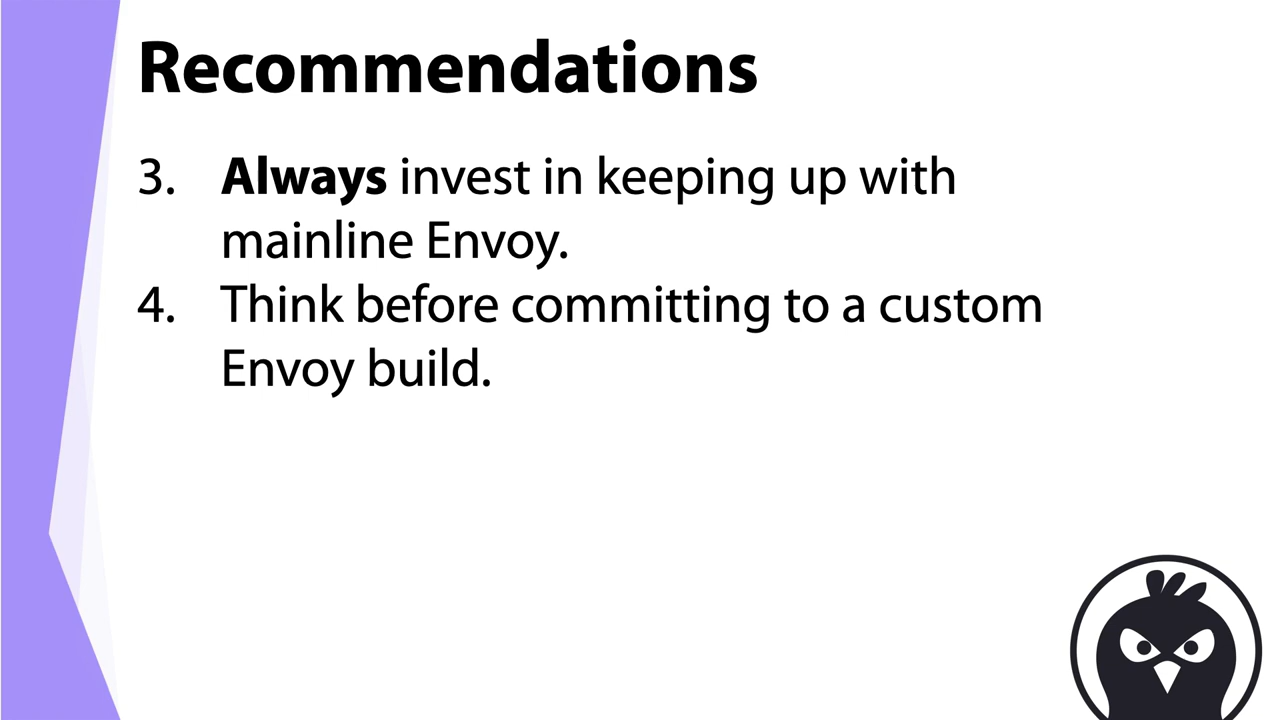 Recommendations
3. Always invest in keeping up with
mainline Envoy.
4. Think before committing to a custom
Envoy build.